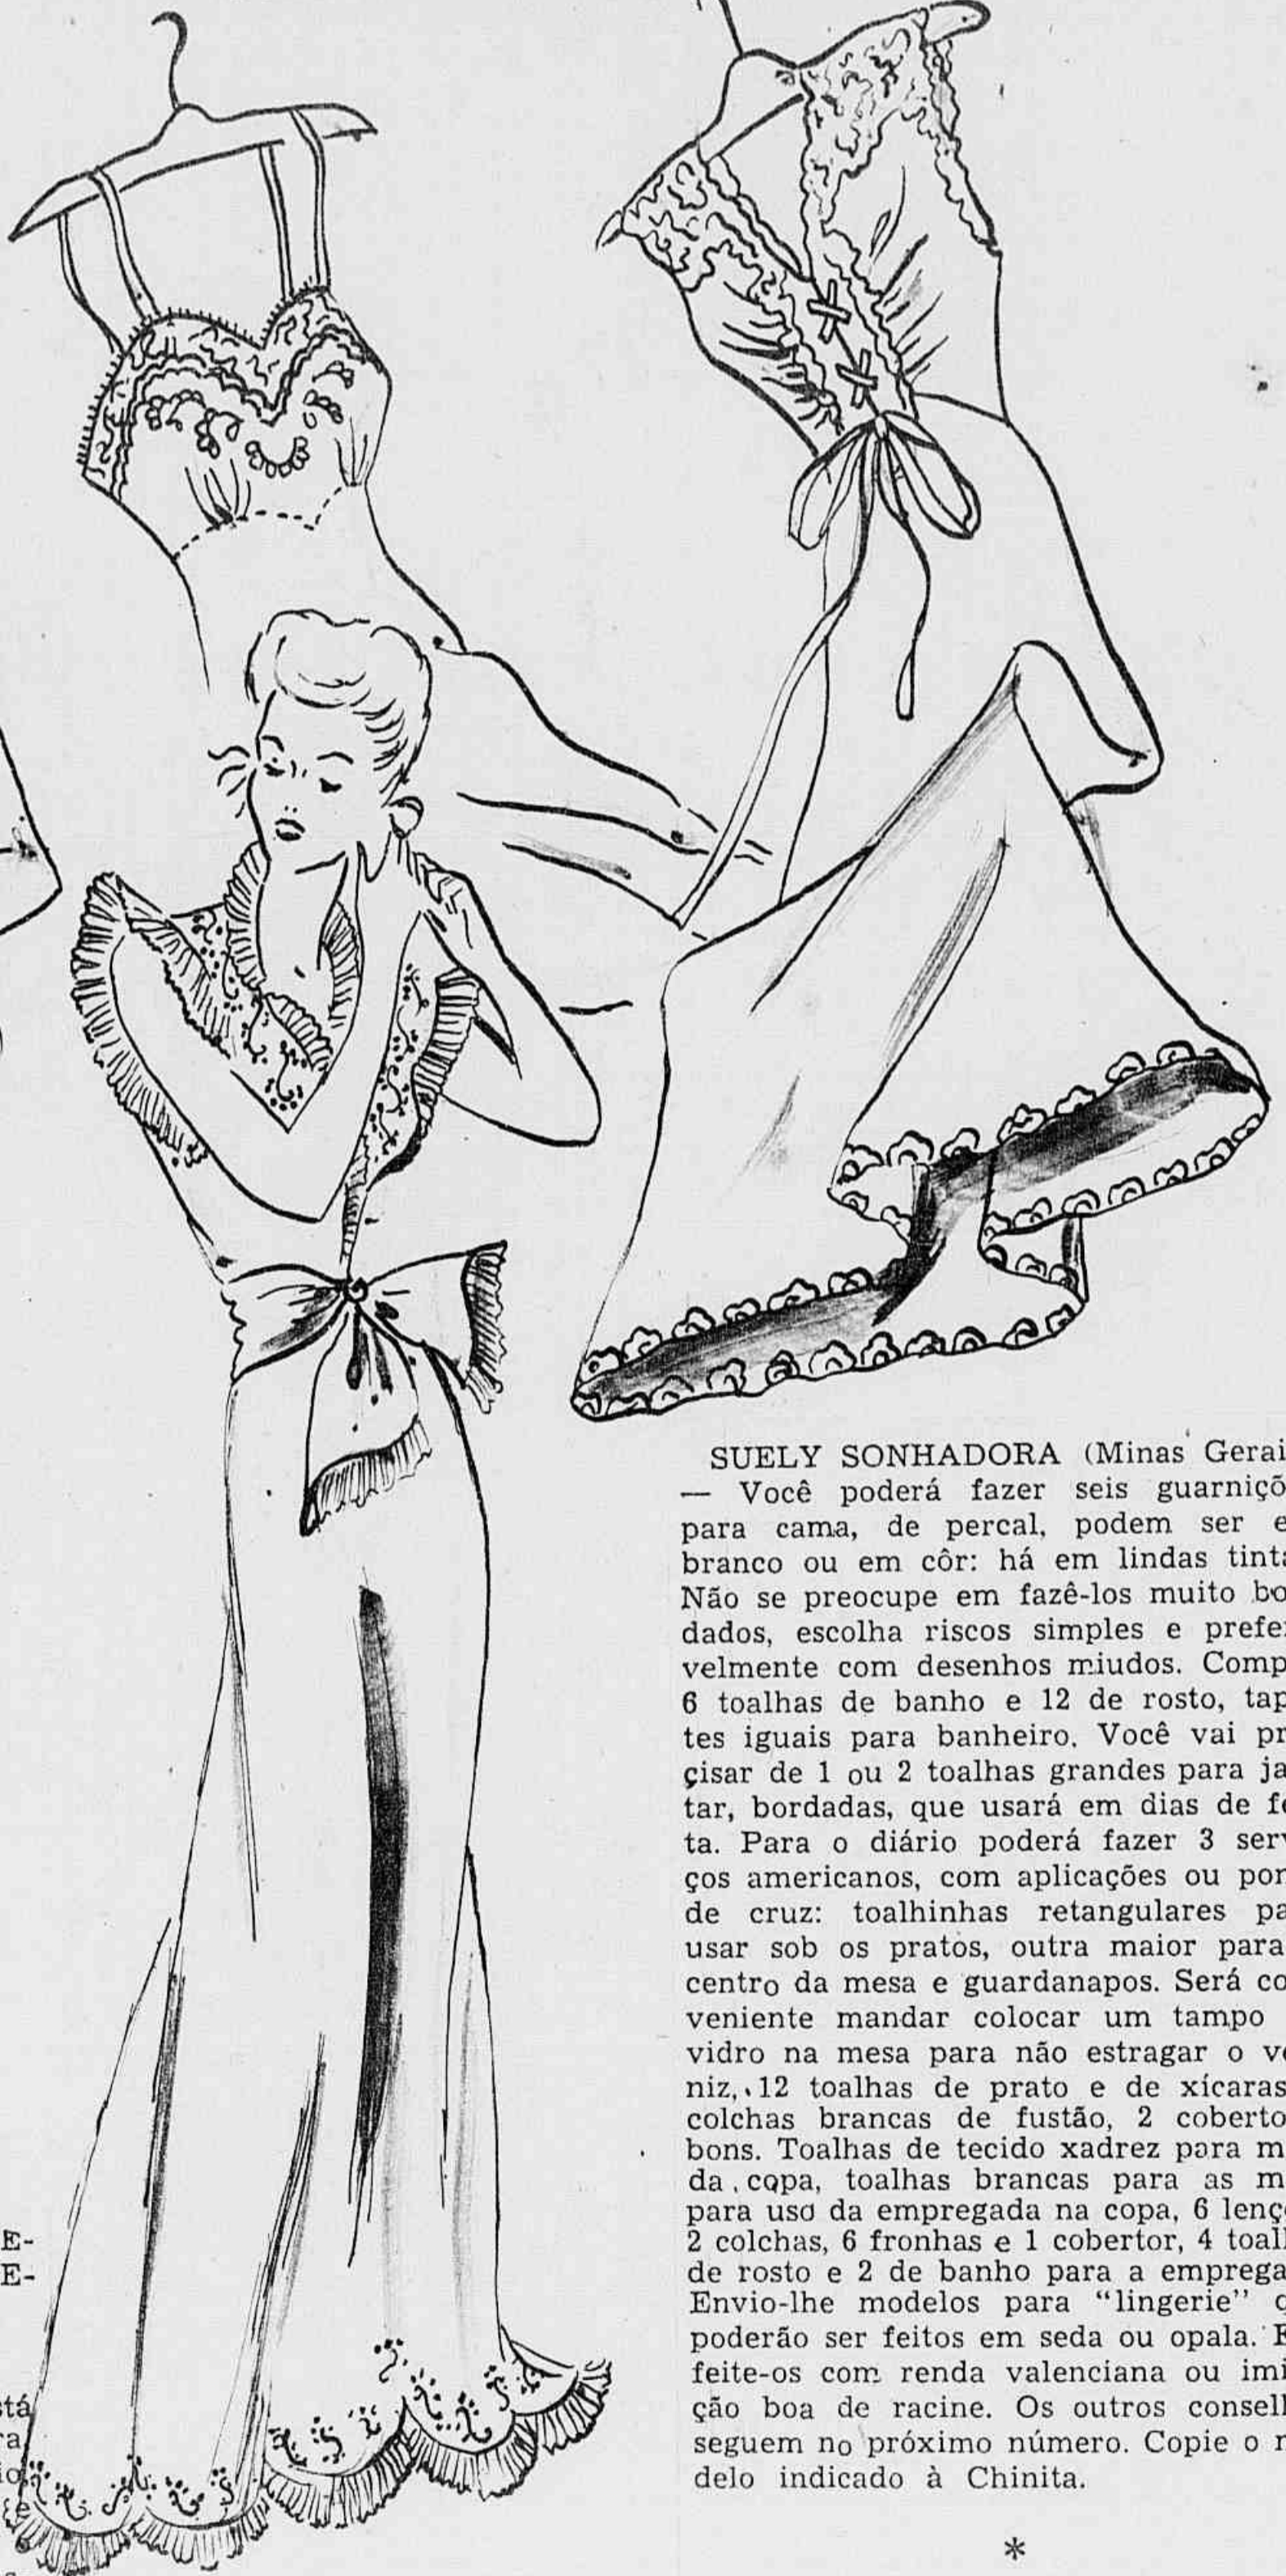 E-
E-
stá
ra
io,
e
SUELY SONHADORA (Minas Gerai
— Você poderá fazer seis guarniçõ
para cama, de percal, podem ser e
branco ou em côr: há em lindas tinta
Não se preocupe em fazê-los muito bo
dados, escolha riscos simples e prefer
velmente com desenhos miudos. Comp
6 toalhas de banho e 12 de rosto, tap
tes iguais para banheiro. Você vai pr
çisar de 1 ou 2 toalhas grandes para ja
tar, bordadas, que usará em dias de fe
ta. Para o diário poderá fazer 3 serv
ços americanos, com aplicações ou pon
de cruz: toalhinhas retangulares pa
usar sob os pratos, outra maior para
centro da mesa e guardanapos. Será co
veniente mandar colocar um tampo
vidro na mesa para não estragar o ve
niz, 12 toalhas de prato e de xícaras
colchas brancas de fustão, 2 coberto
bons. Toalhas de tecido xadrez para m
da copa, toalhas brancas para as m
para uso da empregada na copa, 6 lenç
2 colchas, 6 fronhas e 1 cobertor, 4 toall
de rosto e 2 de banho para a emprega
Envio-lhe modelos para “lingerie” q
poderão ser feitos em seda ou opala. E
feite-os com renda valenciana ou imi
ção boa de racine. Os outros consell
seguem no próximo número. Copie o m
delo indicado à Chinita.
*